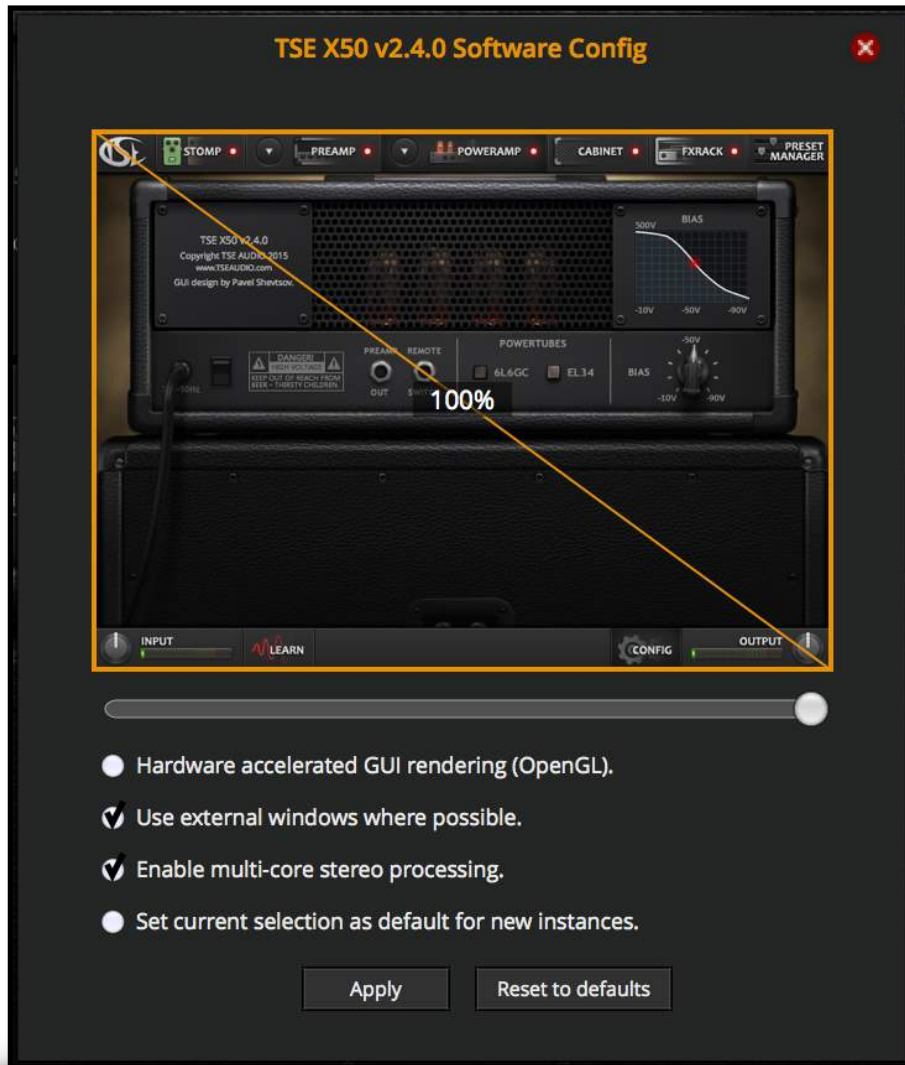 TSE X50 v2.4.0 Software Config
STOMP
PREAMP
POWERAMP
CABINET
FXRACK
PRESET
MANAGER
TSE X50 v2.4.0
Copyright TSE AUDIO 2015
www.TSEAUDIO.com
GUI design by Pavel Shevtsov.
BIAS
500V
-10V -50V -90V
DANGER!
HIGH VOLTAGE
KEEP OUT OF REACH FROM
BEER - THIRSTY CHILDREN.
PREAMP
OUT
REMOTE
POWERTUBES
6L6GC
EL34
BIAS
-50V
-10V -90V
100%
INPUT
LEARN
CONFIG
OUTPUT
Hardware accelerated GUI rendering (OpenGL).
Use external windows where possible.
Enable multi-core stereo processing.
Set current selection as default for new instances.
Apply
Reset to defaults